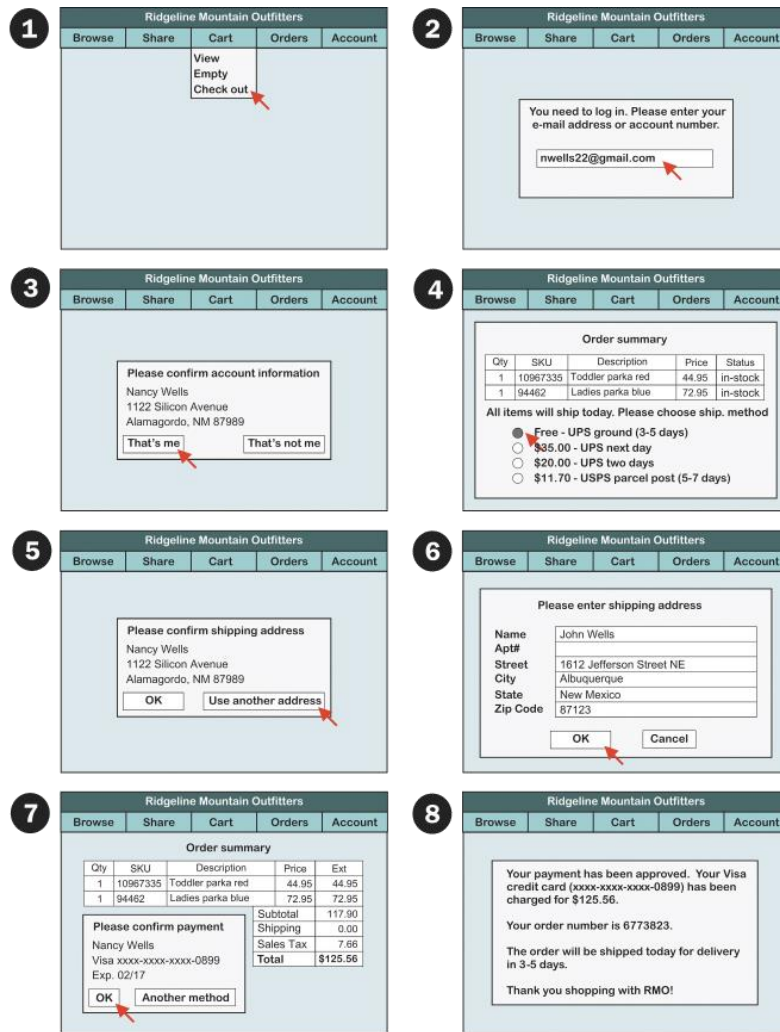 1
Ridgeline Mountain Outfitters
Browse Share Cart Orders Account
View
Empty
Check out
2
Ridgeline Mountain Outfitters
Browse Share Cart Orders Account
You need to log in. Please enter your
e-mail address or account number.
nwells22@gmail.com
3
Ridgeline Mountain Outfitters
Browse Share Cart Orders Account
Please confirm account information
Nancy Wells
1122 Silicon Avenue
Alamagordo, NM 87989
That's me That's not me
4
Ridgeline Mountain Outfitters
Browse Share Cart Orders Account
Order summary
Qty SKU Description Price Status
1 10967335 Toddler parka red 44.95 in-stock
1 94462 Ladies parka blue 72.95 in-stock
All items will ship today. Please choose ship. method
Free - UPS ground (3-5 days)
$35.00 - UPS next day
$20.00 - UPS two days
$11.70 - USPS parcel post (5-7 days)
5
Ridgeline Mountain Outfitters
Browse Share Cart Orders Account
Please confirm shipping address
Nancy Wells
1122 Silicon Avenue
Alamagordo, NM 87989
OK Use another address
6
Ridgeline Mountain Outfitters
Browse Share Cart Orders Account
Please enter shipping address
Name John Wells
Apt#
Street 1612 Jefferson Street NE
City Albuquerque
State New Mexico
Zip Code 87123
OK Cancel
7
Ridgeline Mountain Outfitters
Browse Share Cart Orders Account
Order summary
Qty SKU Description Price Ext
1 10967335 Toddler parka red 44.95 44.95
1 94462 Ladies parka blue 72.95 72.95
Subtotal 117.90
Shipping 0.00
Sales Tax 7.66
Total $125.56
Please confirm payment
Nancy Wells
Visa xxxx-xxxx-xxxx-0899
Exp. 02/17
OK Another method
8
Ridgeline Mountain Outfitters
Browse Share Cart Orders Account
Your payment has been approved. Your Visa
credit card (xxxx-xxxx-xxxx-0899) has been
charged for $125.56.
Your order number is 6773823.
The order will be shipped today for delivery
in 3-5 days.
Thank you shopping with RMO!